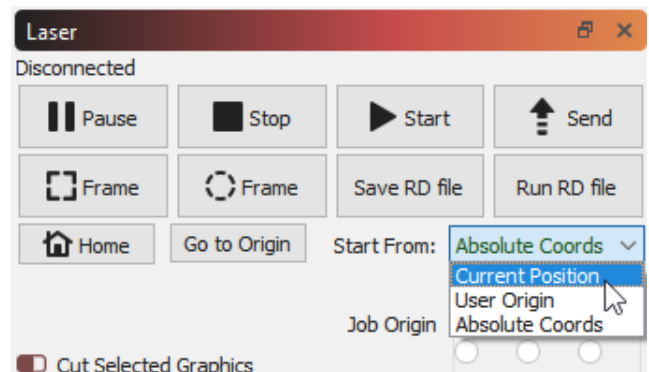 Laser
Disconnected
Pause Stop Start Send
Frame Frame Save RD file Run RD file
Home Go to Origin Start From: Absolute Coords
Current Position
User Origin
Job Origin Absolute Coords
Cut Selected Graphics